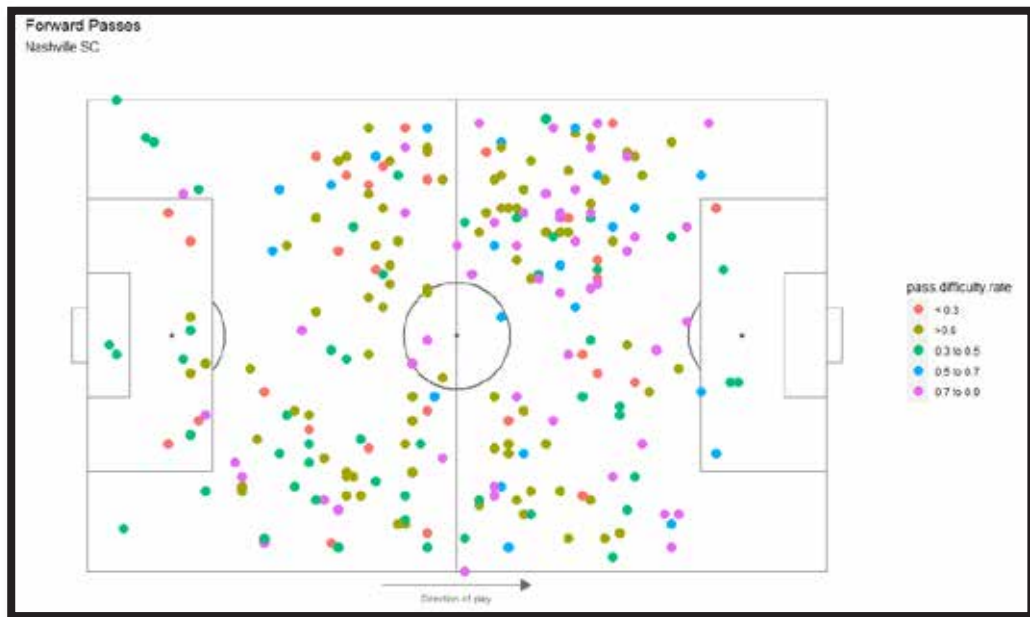 Forward Passes
Nashville SC
pass.difficulty.rate
< 0.3
>0.9
0.3 to 0.5
0.5 to 0.7
0.7 to 0.9
Direction of play